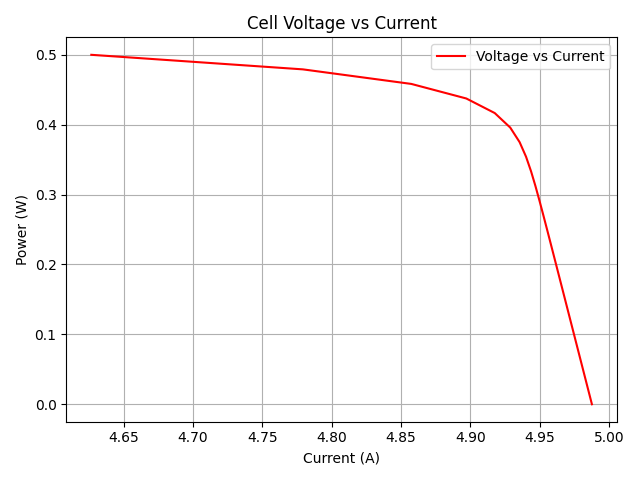 Cell Voltage vs Current
Voltage vs Current
Power (W)
0.5
0.4
0.3
0.2
0.1
0.0
4.65 4.70 4.75 4.80 4.85 4.90 4.95 5.00
Current (A)